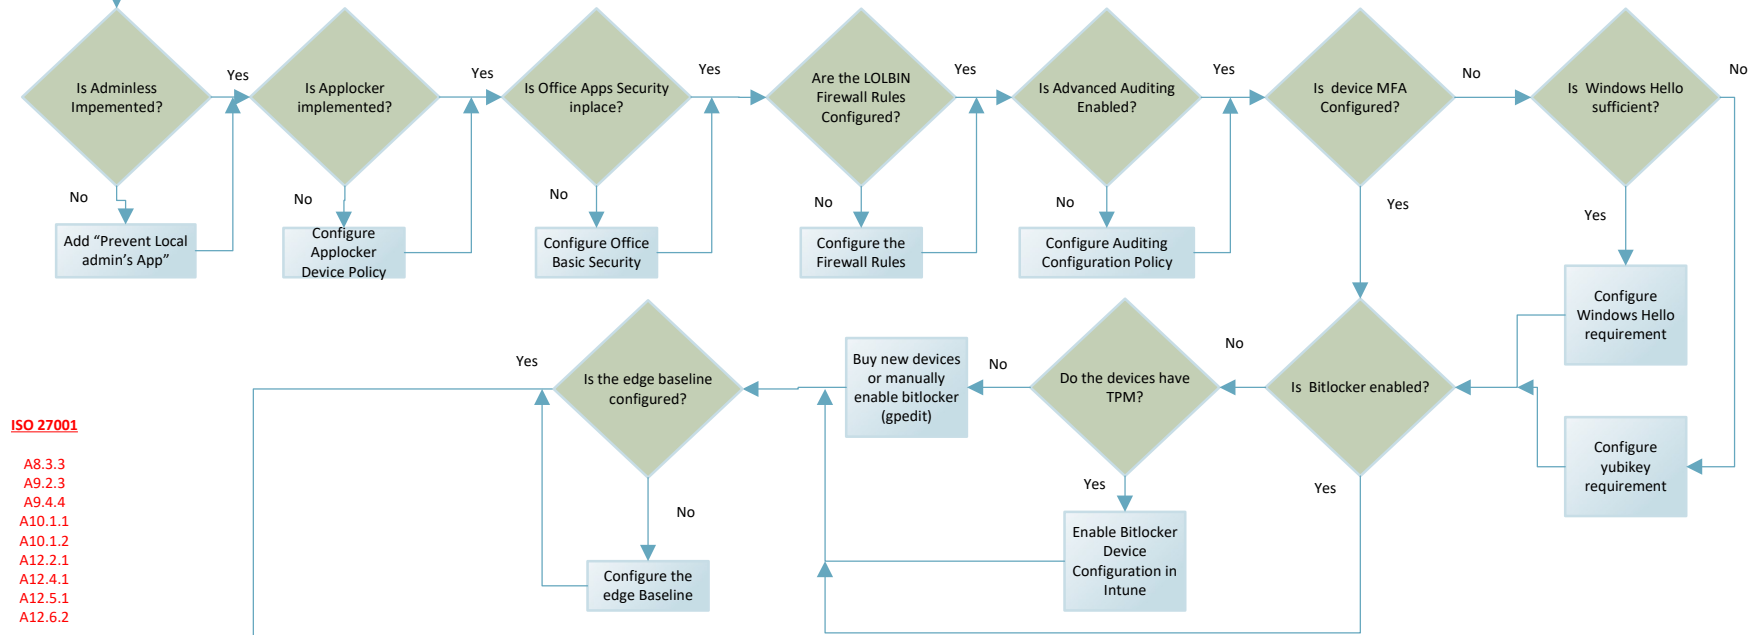 Is Adminless
Impemented?
Yes
No
Add “Prevent Local
admin’s App”
Is Applocker
implemented?
Yes
No
Configure
Applocker
Device Policy
Is Office Apps Security
inplace?
Yes
No
Configure Office
Basic Security
Are the LOLBIN
Firewall Rules
Configured?
Yes
No
Configure the
Firewall Rules
Is Advanced Auditing
Enabled?
Yes
No
Configure Auditing
Configuration Policy
Is device MFA
Configured?
No
Yes
Is Windows Hello
sufficient?
No
Yes
Configure
Windows Hello
requirement
Configure
yubikey
requirement
Is Bitlocker enabled?
No
Yes
Do the devices have
TPM?
No
Yes
Buy new devices
or manually
enable bitlocker
(gpedit)
Enable Bitlocker
Device
Configuration in
Intune
Is the edge baseline
configured?
Yes
No
Configure the
edge Baseline
ISO 27001
A8.3.3
A9.2.3
A9.4.4
A10.1.1
A10.1.2
A12.2.1
A12.4.1
A12.5.1
A12.6.2